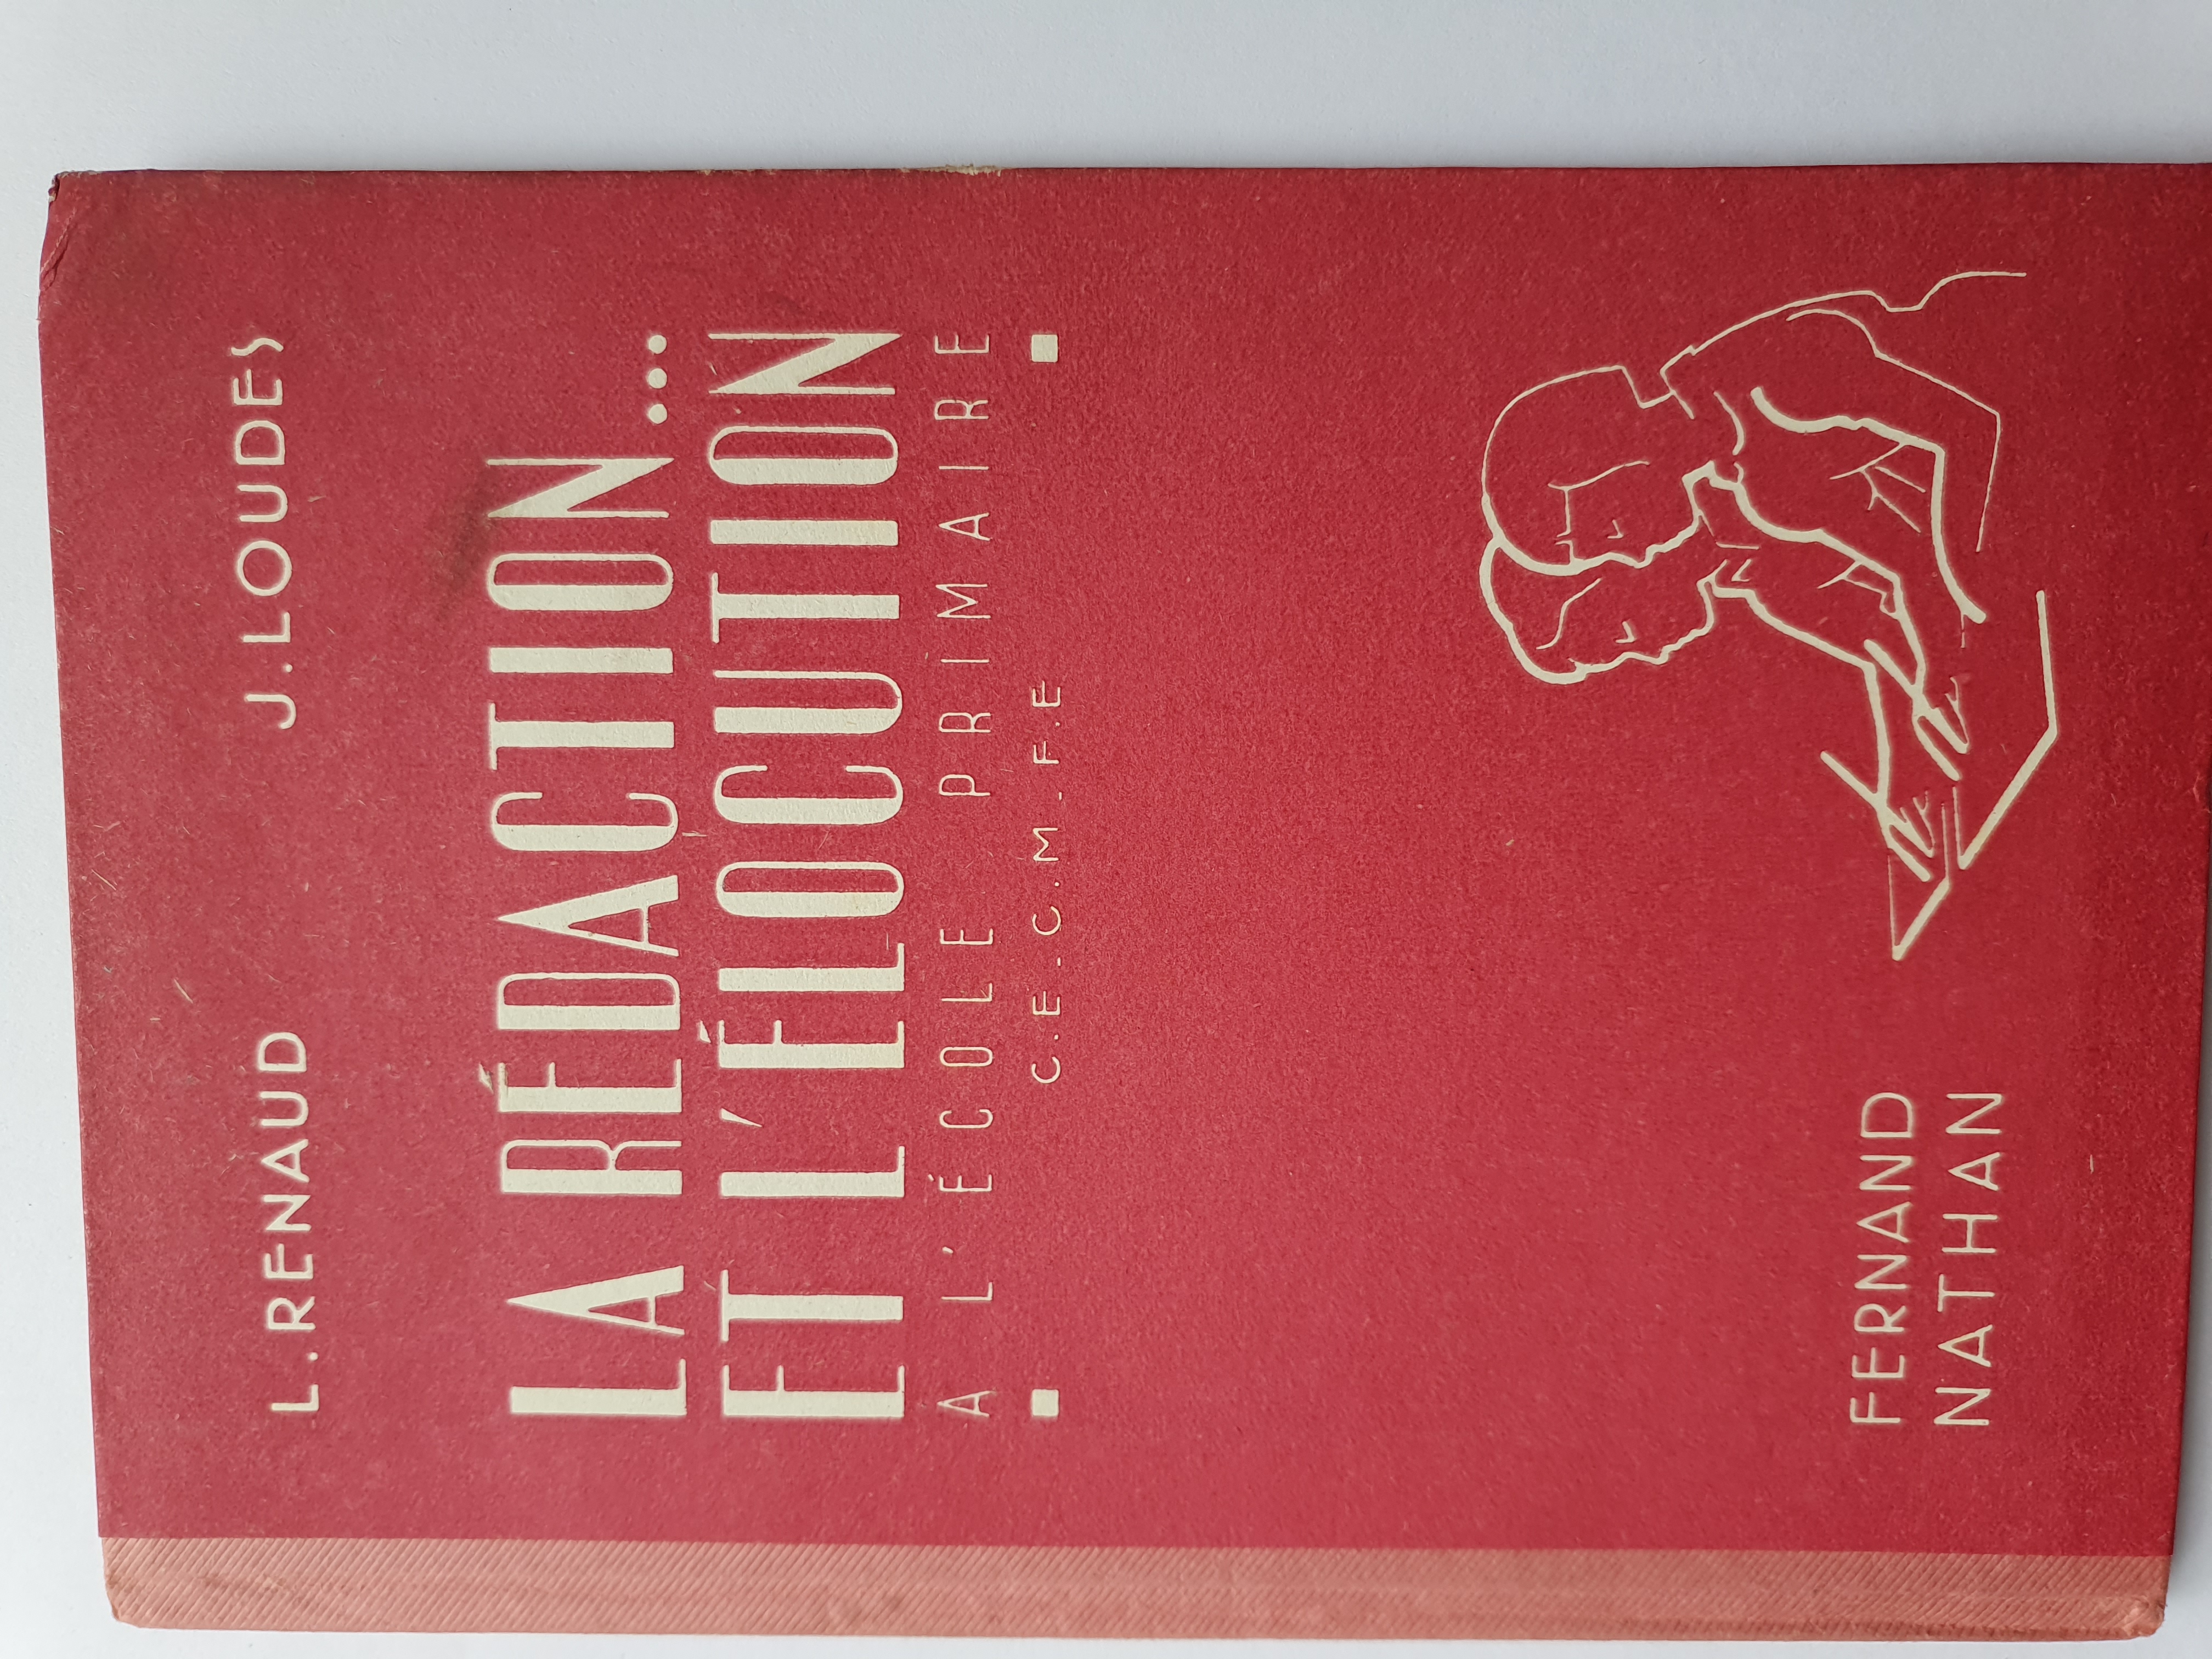 L.RENAUD J.LOUDES
LA RÉDACTION...
ET L'ÉLOCUTION
A L'ÉCOLE PRIMAIRE
C.E-C.M-F.E
FERNAND
NATHAN